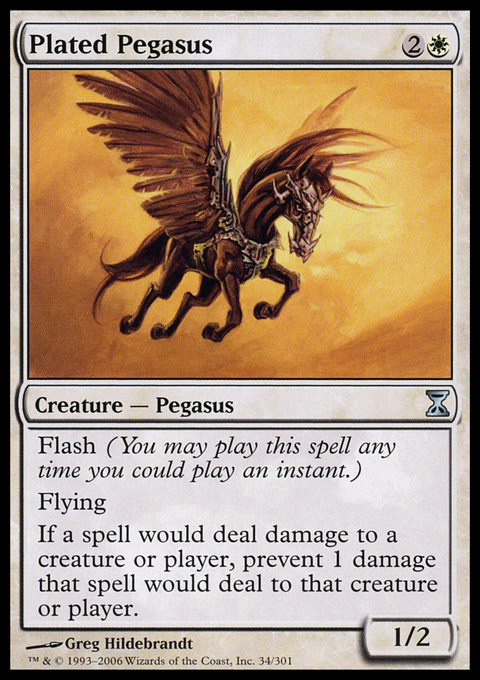 Plated Pegasus 2
Creature — Pegasus
Flash (You may play this spell any
time you could play an instant.)
Flying
If a spell would deal damage to a
creature or player, prevent 1 damage
that spell would deal to that creature
or player.
Greg Hildebrandt
1/2
™ & © 1993–2006 Wizards of the Coast, Inc. 34/301